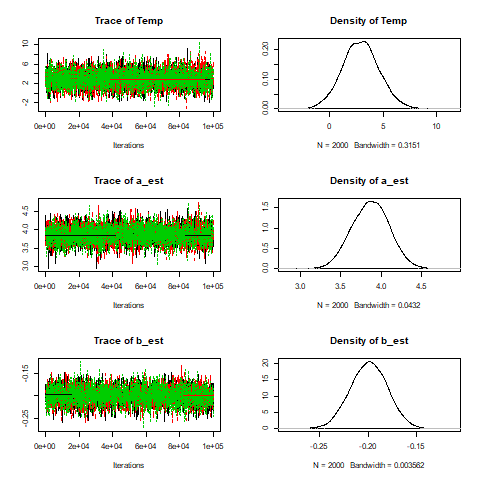 Trace of Temp
10
6
4
2
-2
0e+00 2e+04 4e+04 6e+04 8e+04 1e+05
Iterations
Density of Temp
0.20
0.10
0.00
0 5 10
N = 2000 Bandwidth = 0.3151
Trace of a_est
4.5
4.0
3.5
3.0
0e+00 2e+04 4e+04 6e+04 8e+04 1e+05
Iterations
Density of a_est
1.5
1.0
0.5
0.0
3.0 3.5 4.0 4.5
N = 2000 Bandwidth = 0.0432
Trace of b_est
-0.15
-0.25
0e+00 2e+04 4e+04 6e+04 8e+04 1e+05
Iterations
Density of b_est
20
15
10
5
0
-0.25 -0.20 -0.15
N = 2000 Bandwidth = 0.003562